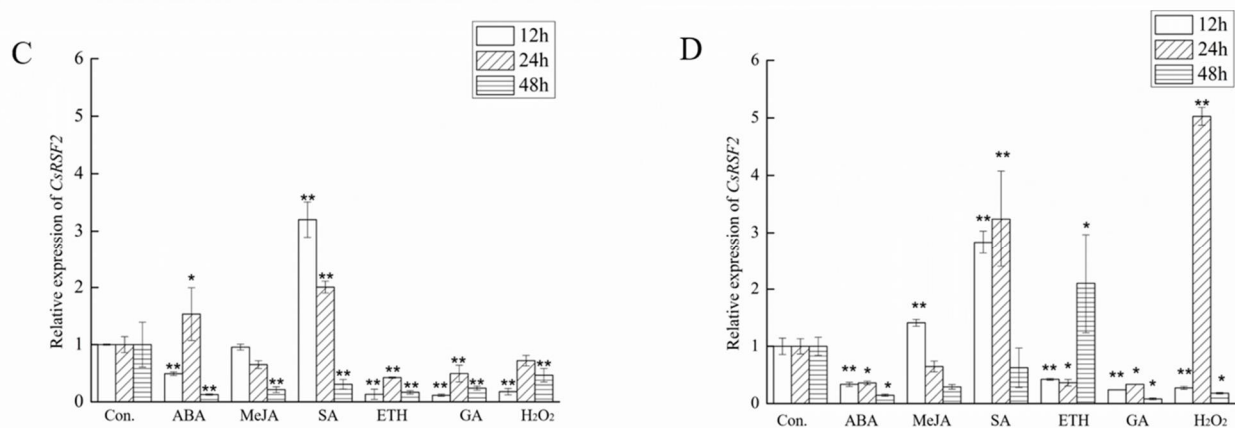 C
12h
24h
48h
Relative expression of CsRSF2
6
5
4
3
2
1
0
** * ** ** ** ** ** ** ** ** ** ** ** ** **
Con. ABA MeJA SA ETH GA H2O2
D
12h
24h
48h
Relative expression of CsRSF2
6
5
4
3
2
1
0
** * * ** ** ** ** * * ** * * ** ** *
Con. ABA MeJA SA ETH GA H2O2